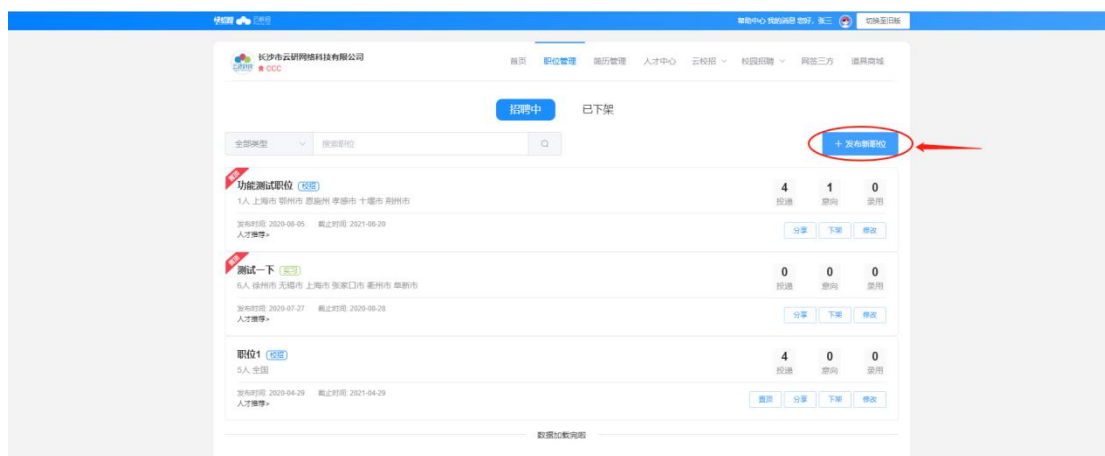 帮助中心 我的消息 您好，张三 切换至旧版
长沙市云研网络科技有限公司
CCC
首页 职位管理 简历管理 人才中心 云校招 校园招聘 网签三方 道具商城
招聘中 已下架
全部类型 搜索职位 + 发布新职位
置顶
功能测试职位 校招 4 1 0
1人 上海市 鄂州市 恩施州 孝感市 十堰市 荆州市 投递 意向 录用
发布时间: 2020-08-05 截止时间: 2021-08-20 分享 下架 修改
人才推荐>
置顶
测试一下 实习 0 0 0
6人 徐州市 无锡市 上海市 张家口市 衢州市 阜新市 投递 意向 录用
发布时间: 2020-07-27 截止时间: 2020-08-28 分享 下架 修改
人才推荐>
职位1 校招 4 0 0
5人 全国 投递 意向 录用
发布时间: 2020-04-29 截止时间: 2021-04-29 置顶 分享 下架 修改
人才推荐>
数据加载完啦